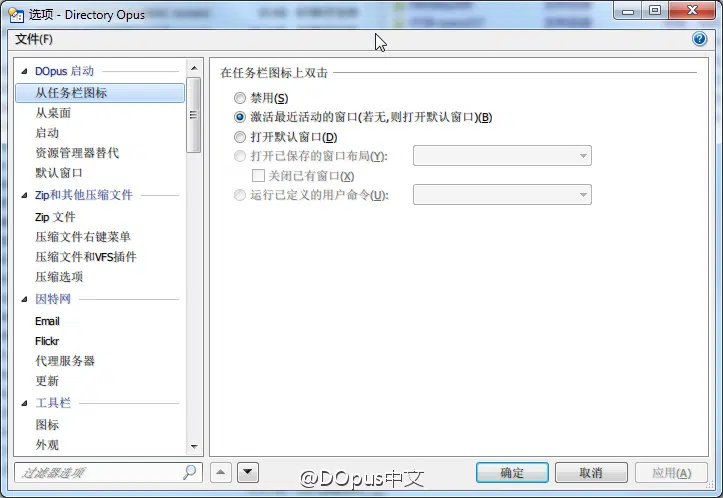 选项 - Directory Opus
文件(F)
DOpus 启动
从任务栏图标
从桌面
启动
资源管理器替代
默认窗口
Zip和其他压缩文件
Zip 文件
压缩文件右键菜单
压缩文件和VFS插件
压缩选项
因特网
Email
Flickr
代理服务器
更新
工具栏
图标
外观
过滤器选项
在任务栏图标上双击
禁用(S)
激活最近活动的窗口(若无,则打开默认窗口)(B)
打开默认窗口(D)
打开已保存的窗口布局(Y):
关闭已有窗口(X)
运行已定义的用户命令(U):
@DOpus中文
确定
取消
应用(A)